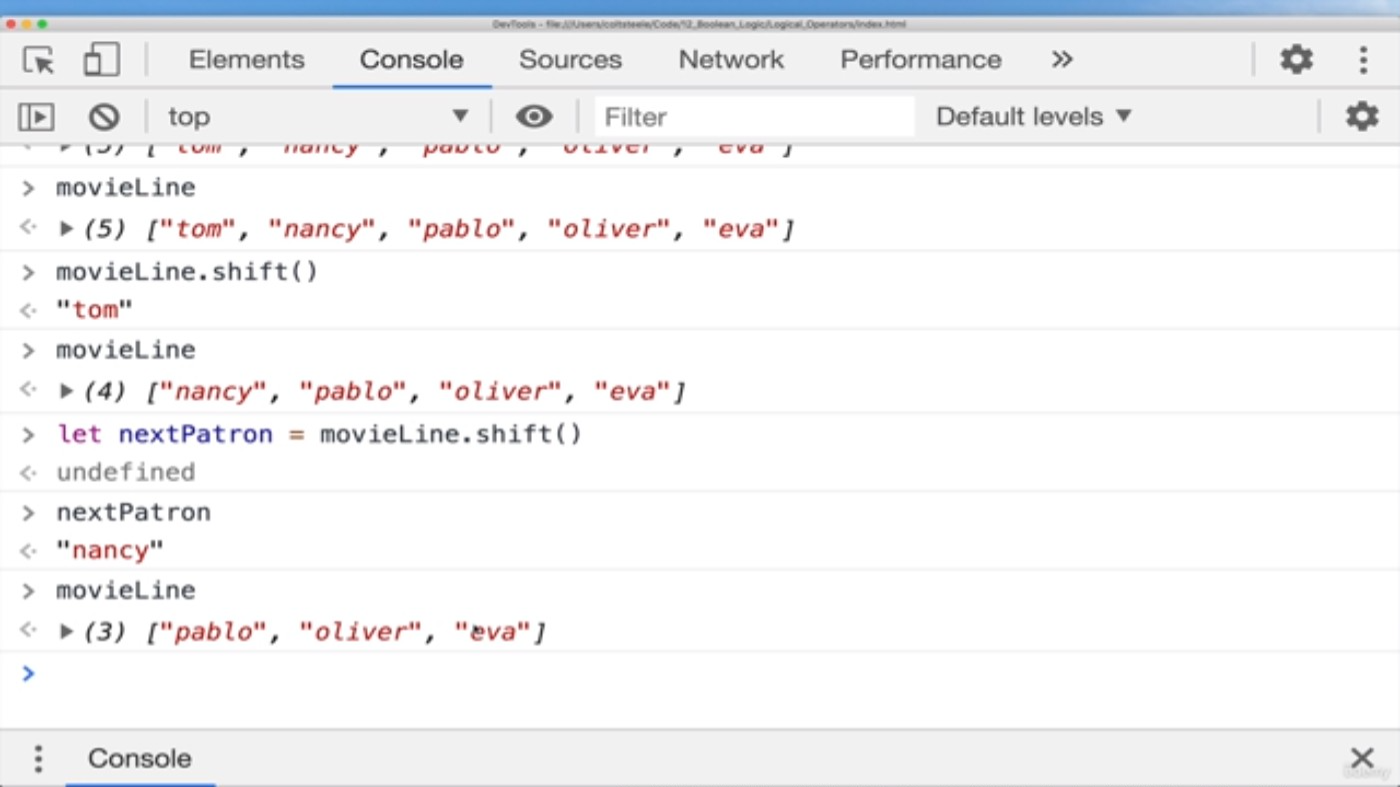 DevTools - file:///Users/coltsteele/Code/12_Boolean_Logic/Logical_Operators/index.html
Elements Console Sources Network Performance »
top ▼ Filter Default levels ▼
(5) ["tom", "nancy", "pablo", "oliver", "eva"]
> movieLine
<· ▶ (5) ["tom", "nancy", "pablo", "oliver", "eva"]
> movieLine.shift()
<· "tom"
> movieLine
<· ▶ (4) ["nancy", "pablo", "oliver", "eva"]
> let nextPatron = movieLine.shift()
<· undefined
> nextPatron
<· "nancy"
> movieLine
<· ▶ (3) ["pablo", "oliver", "eva"]
>
Console
Udemy